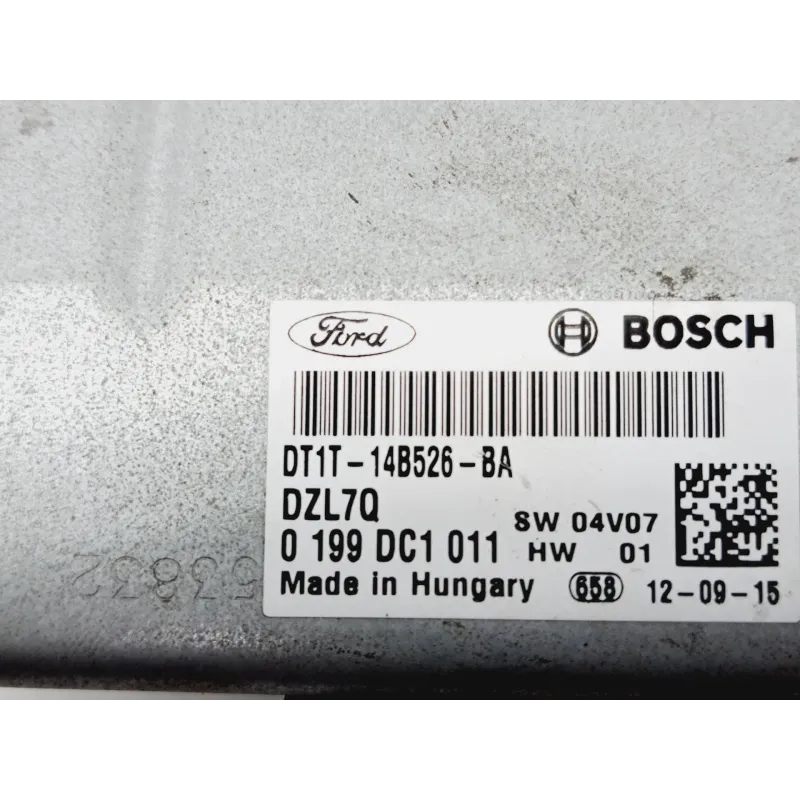 Ford BOSCH
DT1T-14B526-BA
DZL7Q
SW 04V07
0 199 DC1 011
HW 01
Made in Hungary 658 12-09-15
53832